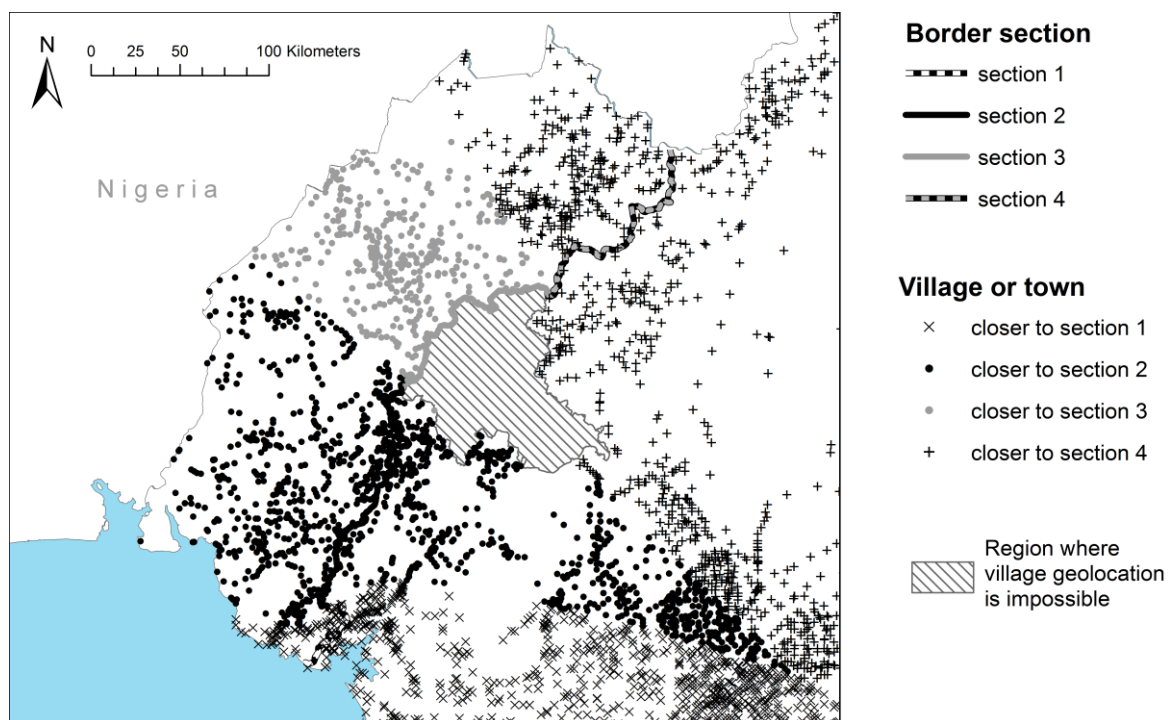 N
0 50 100 Kilometers
Nigeria
Border section
section 1
section 2
section 3
section 4
Village or town
closer to section 1
closer to section 2
closer to section 3
closer to section 4
Region where
village geolocation
is impossible